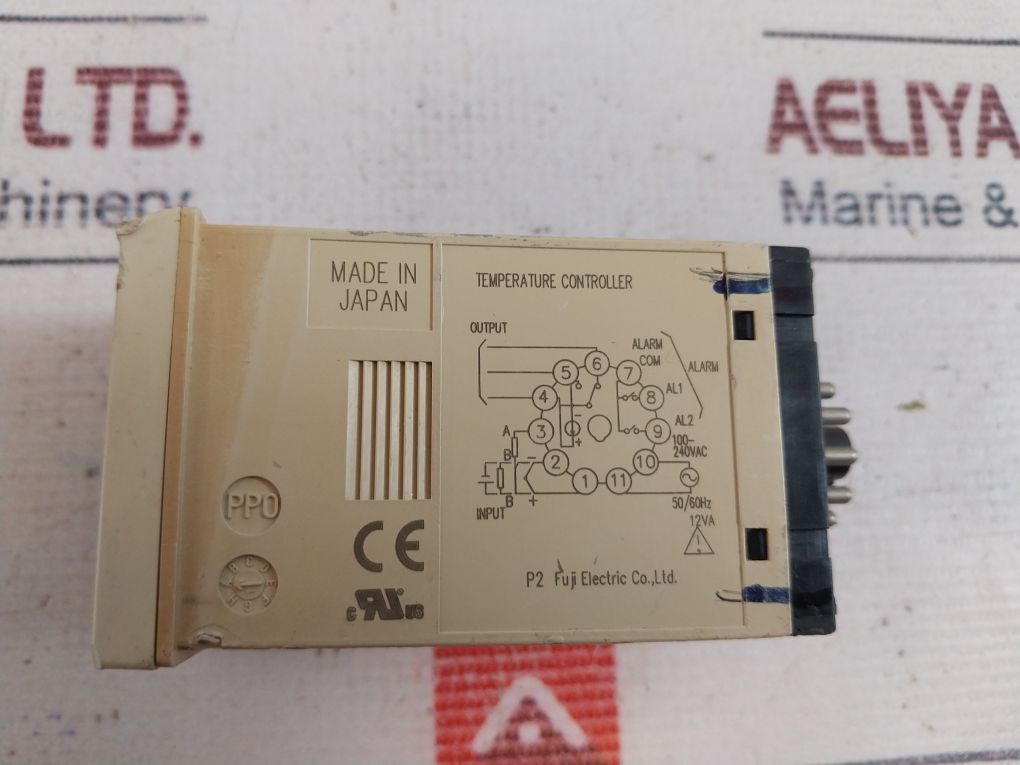 LTD.
AELIYA
hinery
Marine &
MADE IN
JAPAN
TEMPERATURE CONTROLLER
OUTPUT
ALARM
COM
ALARM
6
5
7
4
8
AL1
3
9
AL2
A
B
2
10
100-
240VAC
1
11
B
+
-
-
+
INPUT
50/60Hz
12VA
PPO
CE
P2 Fuji Electric Co.,Ltd.
c RU US